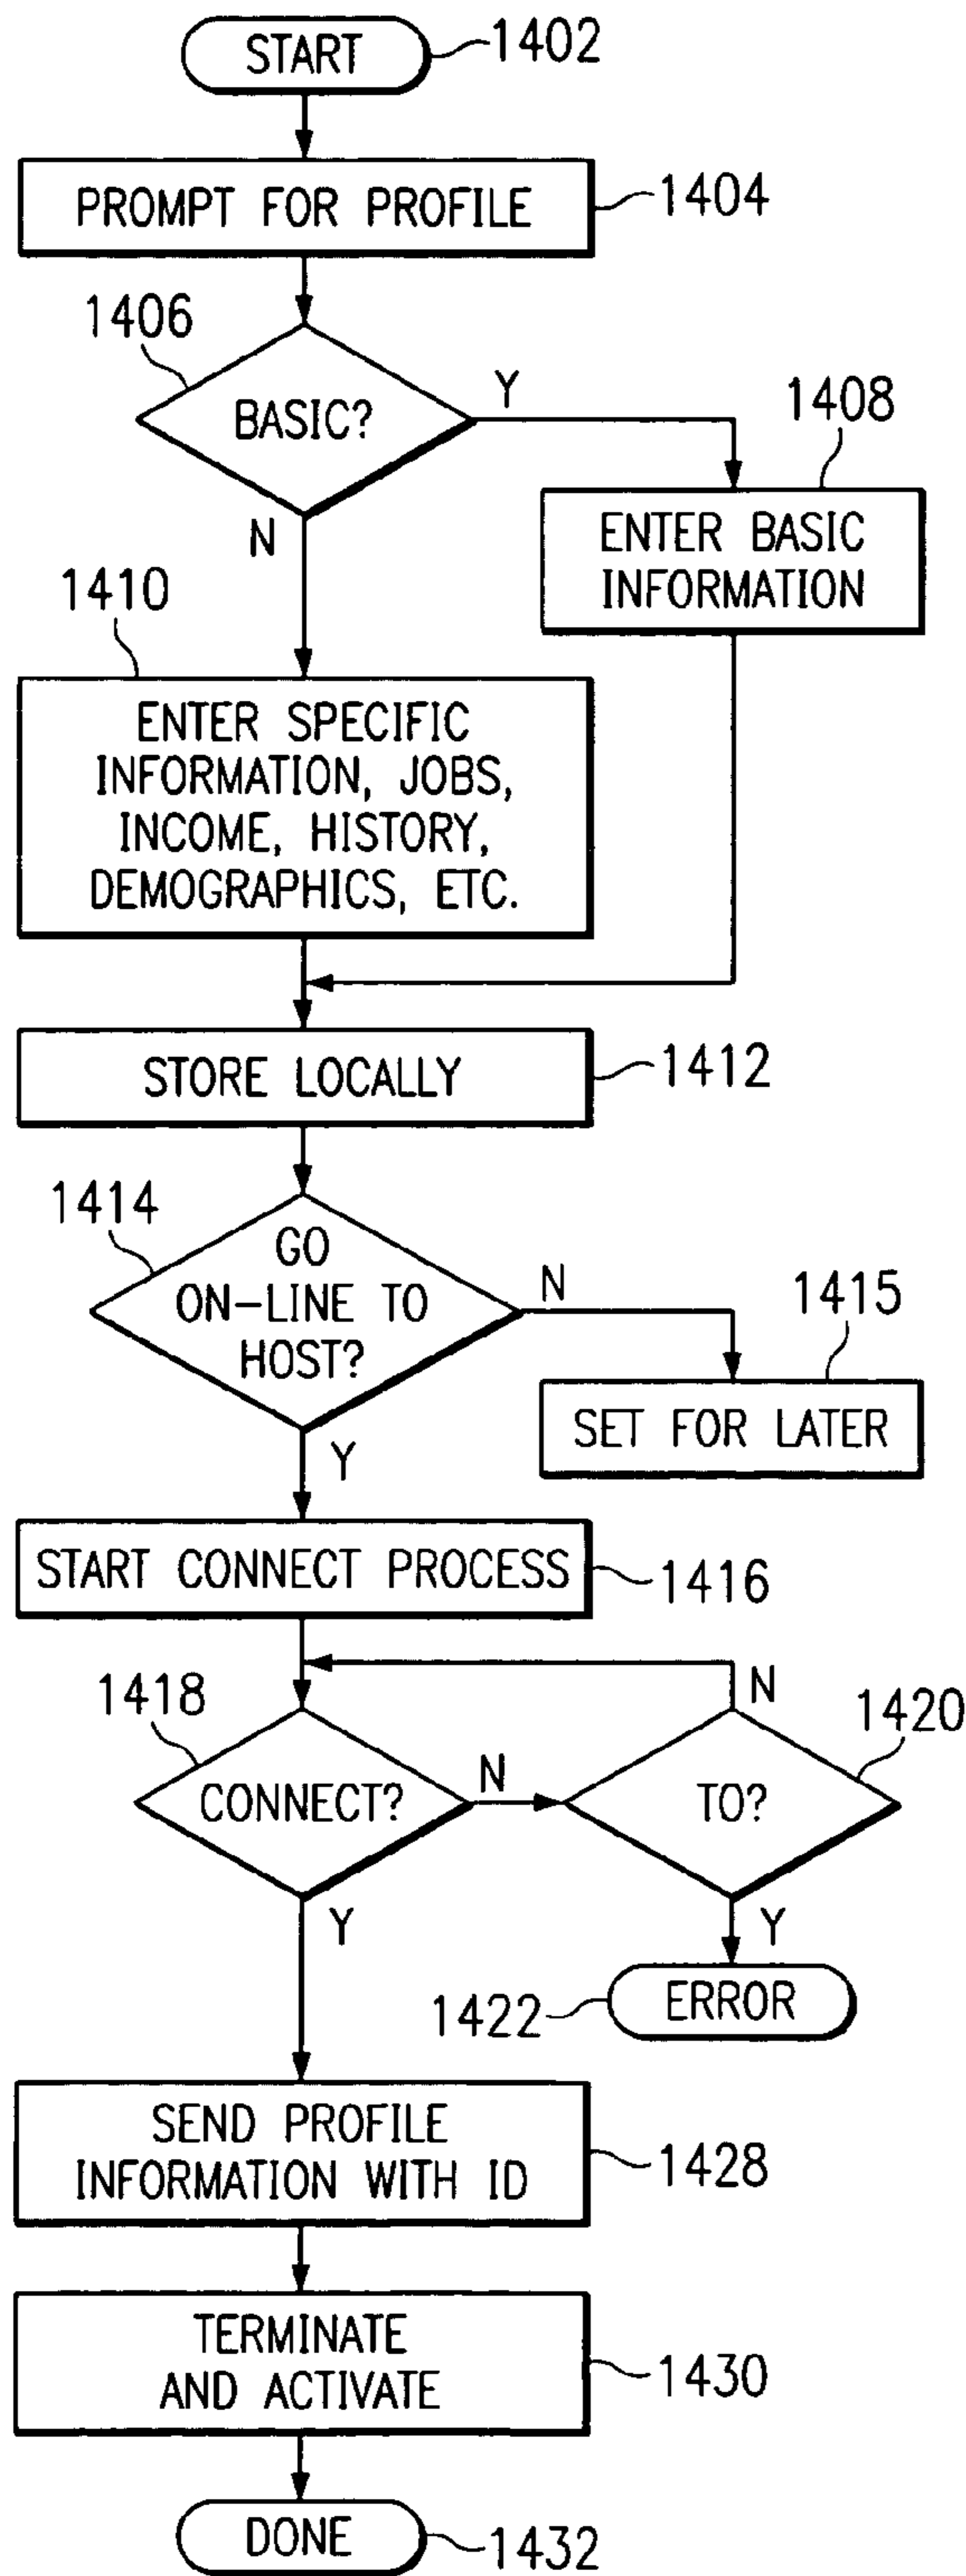 START
1402
PROMPT FOR PROFILE
1404
1406
BASIC?
Y
N
1408
ENTER BASIC
INFORMATION
1410
ENTER SPECIFIC
INFORMATION, JOBS,
INCOME, HISTORY,
DEMOGRAPHICS, ETC.
STORE LOCALLY
1412
1414
GO
ON-LINE TO
HOST?
N
Y
1415
SET FOR LATER
START CONNECT PROCESS
1416
1418
CONNECT?
N
Y
1420
TO?
N
Y
1422
ERROR
SEND PROFILE
INFORMATION WITH ID
1428
TERMINATE
AND ACTIVATE
1430
DONE
1432